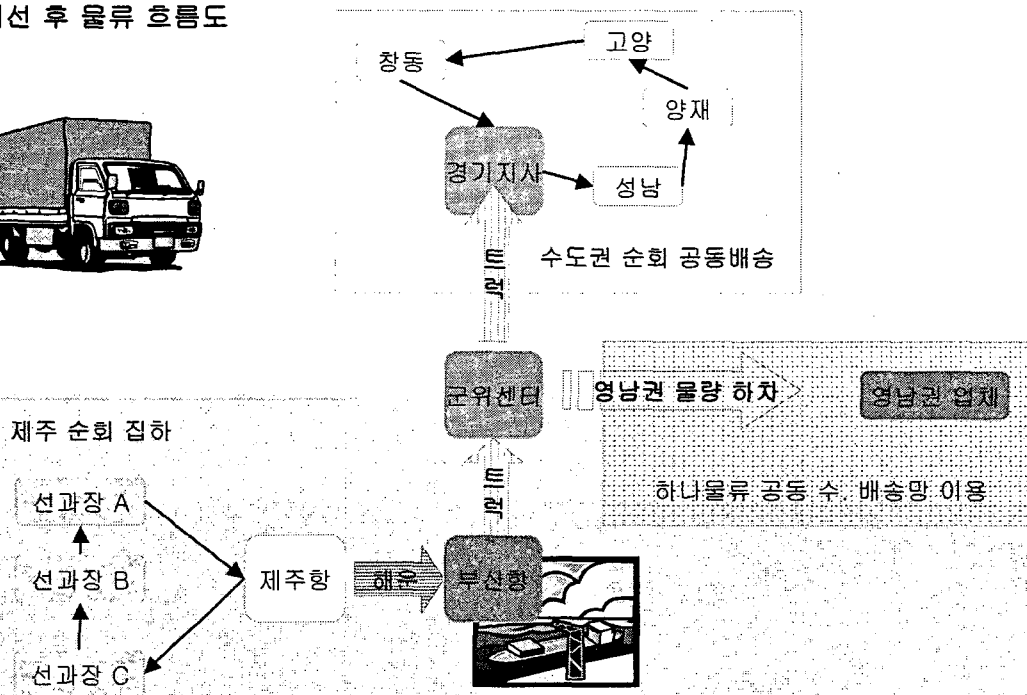 개선 후 물류 흐름도
고양
창동
양재
경기지사
성남
수도권 순회 공동배송
트럭
군위센터
영남권 물량 하차
영남권 업체
하나물류 공동 수, 배송망 이용
제주 순회 집하
트럭
선과장 A
선과장 B
제주항
해운
부산항
선과장 C